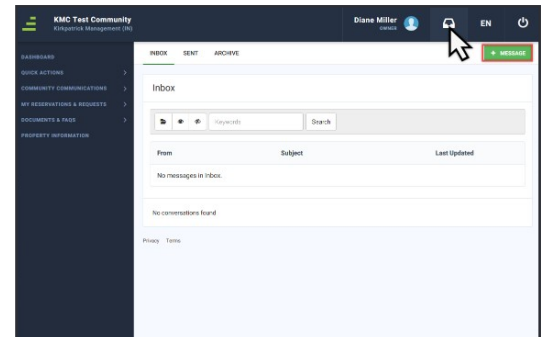 KMC Test Community
Kirkpatrick Management (IN)
Diane Miller
OWNER
EN
DASHBOARD
QUICK ACTIONS
COMMUNITY COMMUNICATIONS
MY RESERVATIONS & REQUESTS
DOCUMENTS & FAQS
PROPERTY INFORMATION
INBOX SENT ARCHIVE
+ MESSAGE
Inbox
Keywords Search
From Subject Last Updated
No messages in Inbox.
No conversations found
Privacy Terms